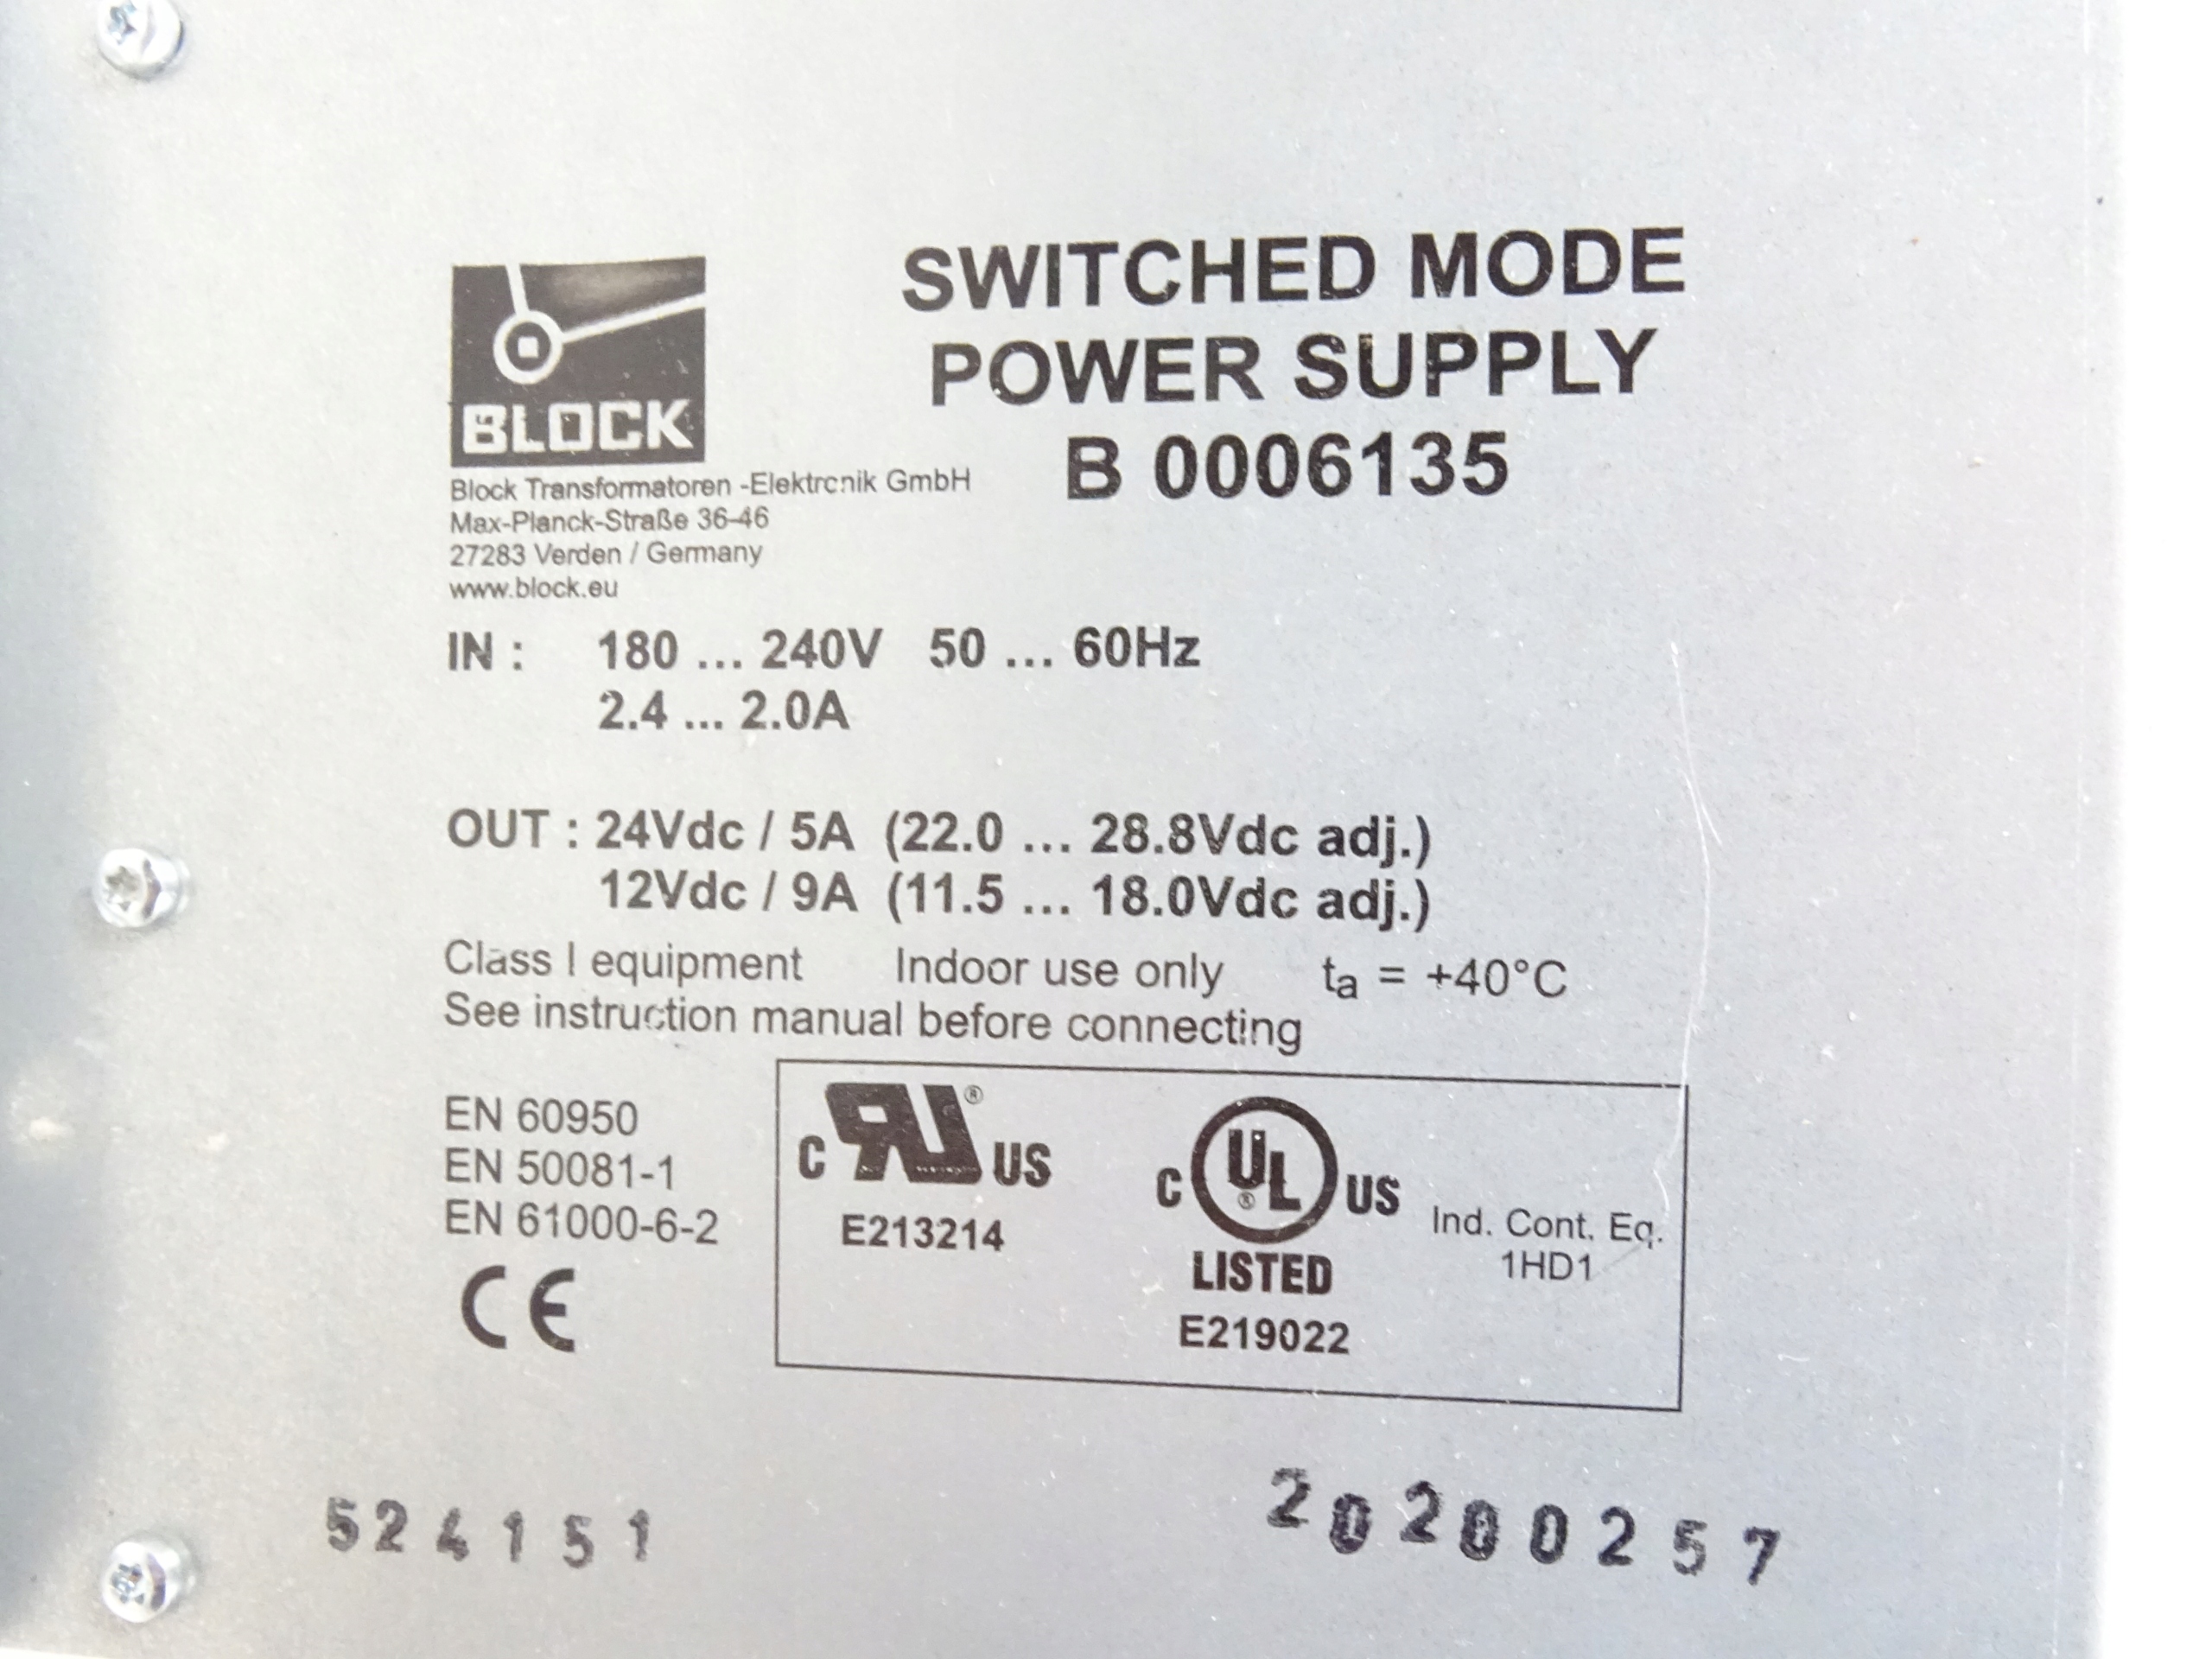 BLOCK
SWITCHED MODE
POWER SUPPLY
B 0006135
Block Transformatoren -Elektronik GmbH
Max-Planck-Straße 36-46
27283 Verden / Germany
www.block.eu
IN : 180 ... 240V 50 ... 60Hz
2.4 ... 2.0A
OUT : 24Vdc / 5A (22.0 ... 28.8Vdc adj.)
12Vdc / 9A (11.5 ... 18.0Vdc adj.)
Class I equipment Indoor use only ta = +40°C
See instruction manual before connecting
EN 60950
EN 50081-1
EN 61000-6-2
CE
C RU ® US
E213214
C UL ® US
LISTED
E219022
Ind. Cont. Eq.
1HD1
524151
20200257